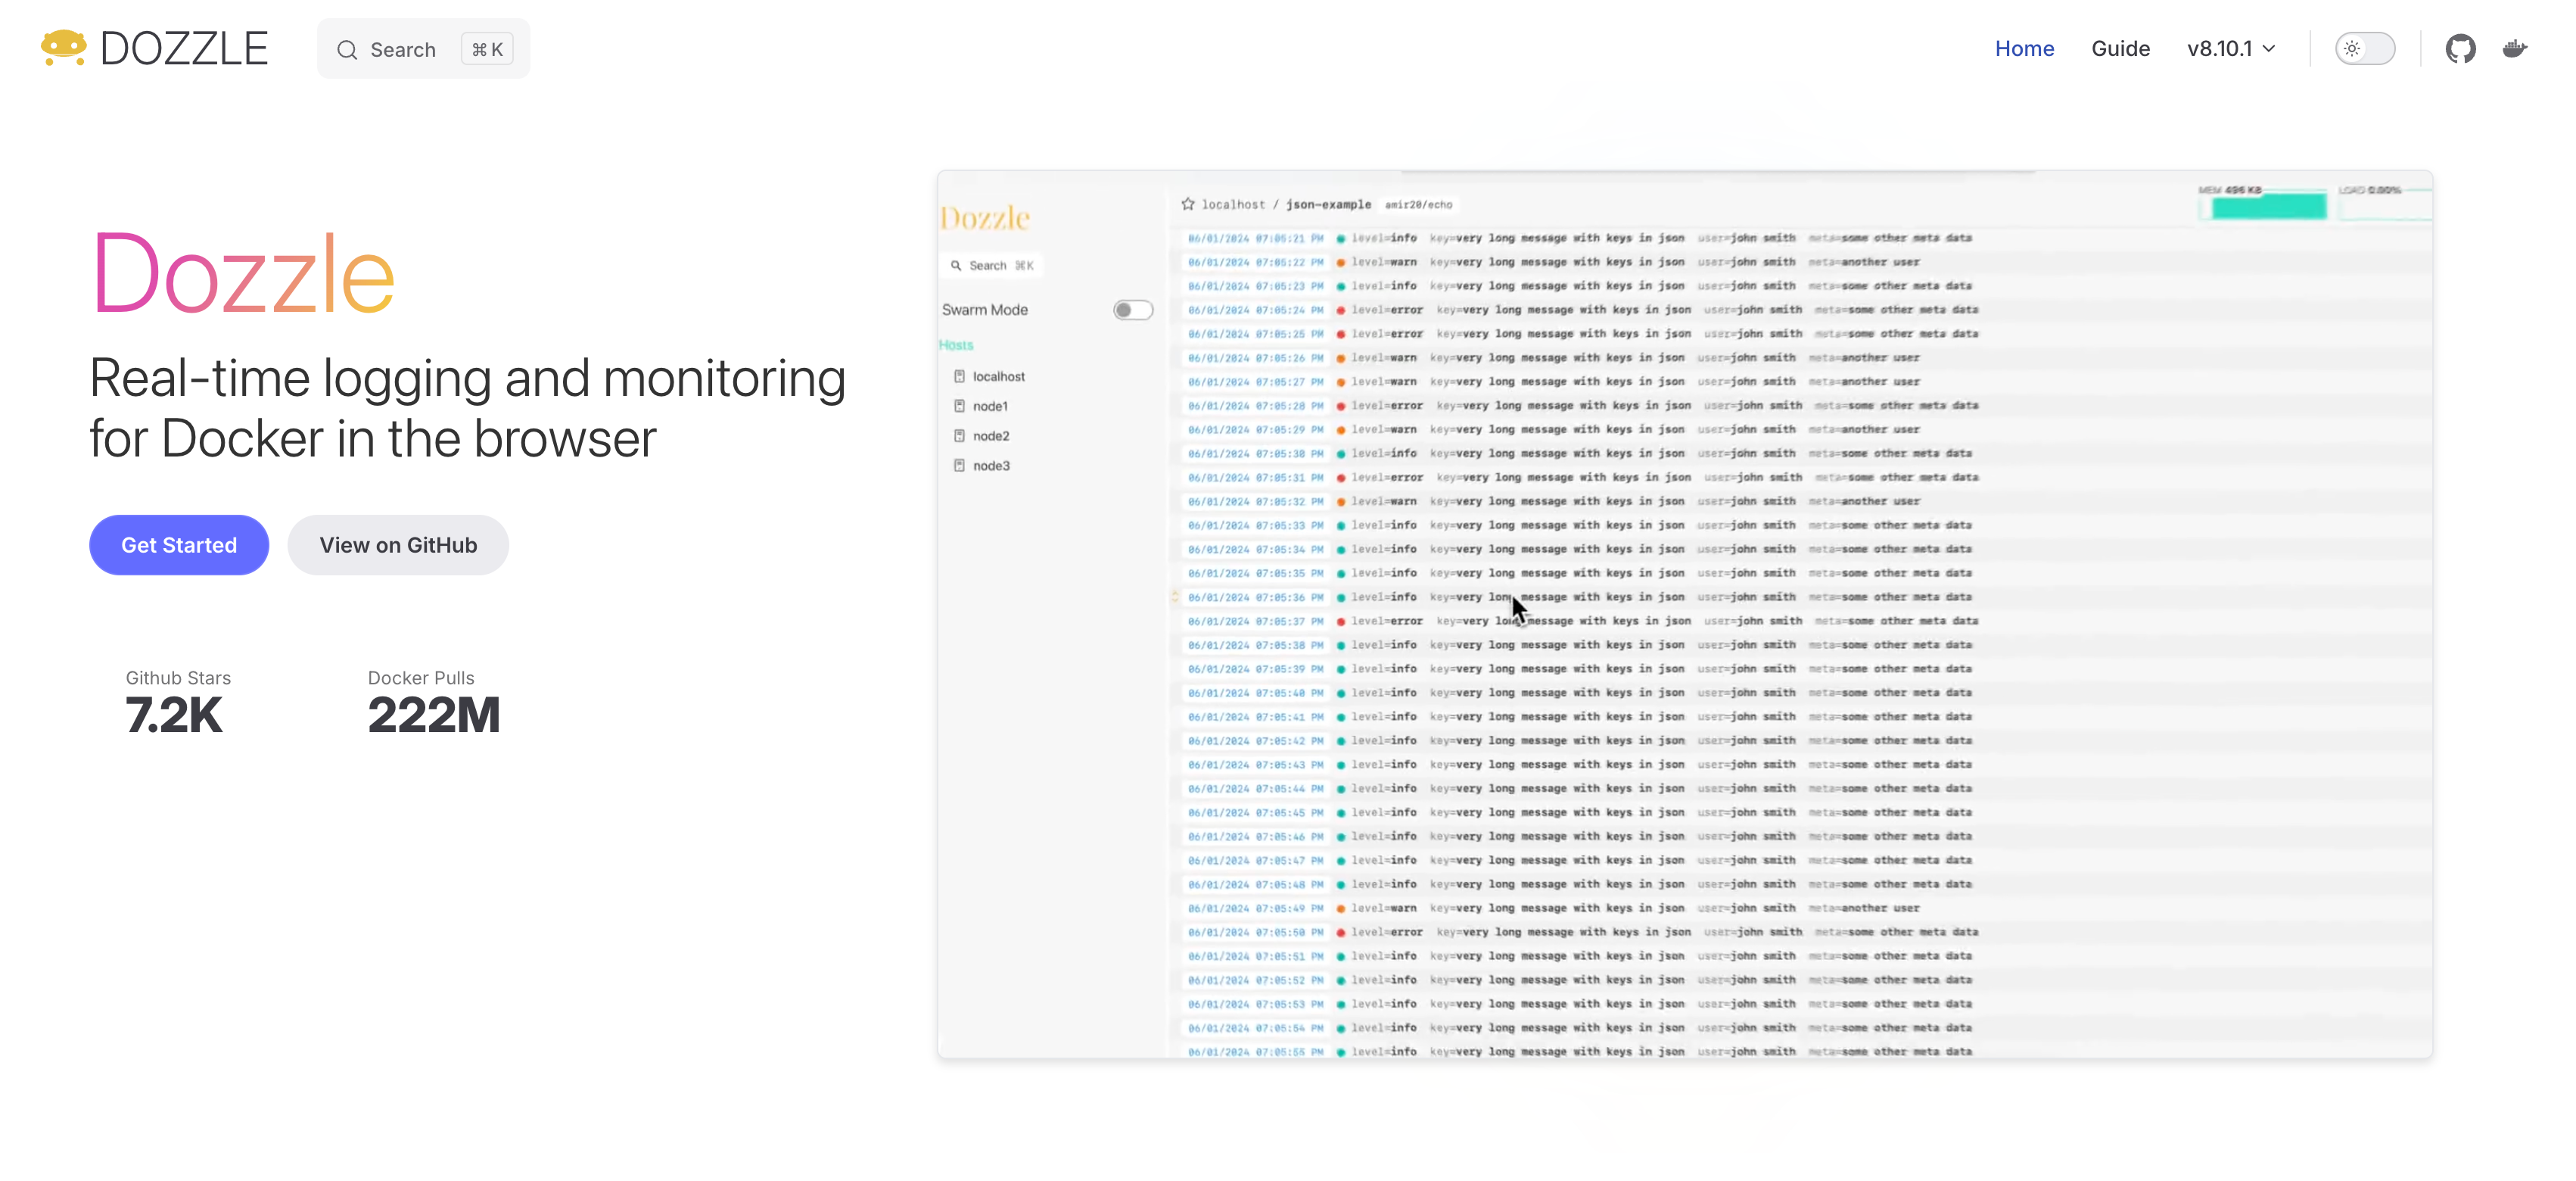 DOZZLE
Search ⌘ K
Home Guide v8.10.1
Dozzle
Real-time logging and monitoring
for Docker in the browser
Get Started View on GitHub
Github Stars
7.2K
Docker Pulls
222M
Dozzle
Search ⌘K
Swarm Mode
Hosts
localhost
node1
node2
node3
localhost / json-example amir20/echo
MEM 496 KB LOAD 0.00%
06/01/2024 07:05:21 PM level=info key=very long message with keys in json user=john smith meta=some other meta data
06/01/2024 07:05:22 PM level=warn key=very long message with keys in json user=john smith meta=another user
06/01/2024 07:05:23 PM level=info key=very long message with keys in json user=john smith meta=some other meta data
06/01/2024 07:05:24 PM level=error key=very long message with keys in json user=john smith meta=some other meta data
06/01/2024 07:05:25 PM level=error key=very long message with keys in json user=john smith meta=some other meta data
06/01/2024 07:05:26 PM level=warn key=very long message with keys in json user=john smith meta=another user
06/01/2024 07:05:27 PM level=warn key=very long message with keys in json user=john smith meta=another user
06/01/2024 07:05:28 PM level=error key=very long message with keys in json user=john smith meta=some other meta data
06/01/2024 07:05:29 PM level=warn key=very long message with keys in json user=john smith meta=another user
06/01/2024 07:05:30 PM level=info key=very long message with keys in json user=john smith meta=some other meta data
06/01/2024 07:05:31 PM level=error key=very long message with keys in json user=john smith meta=some other meta data
06/01/2024 07:05:32 PM level=warn key=very long message with keys in json user=john smith meta=another user
06/01/2024 07:05:33 PM level=info key=very long message with keys in json user=john smith meta=some other meta data
06/01/2024 07:05:34 PM level=info key=very long message with keys in json user=john smith meta=some other meta data
06/01/2024 07:05:35 PM level=info key=very long message with keys in json user=john smith meta=some other meta data
06/01/2024 07:05:36 PM level=info key=very long message with keys in json user=john smith meta=some other meta data
06/01/2024 07:05:37 PM level=error key=very long message with keys in json user=john smith meta=some other meta data
06/01/2024 07:05:38 PM level=info key=very long message with keys in json user=john smith meta=some other meta data
06/01/2024 07:05:39 PM level=info key=very long message with keys in json user=john smith meta=some other meta data
06/01/2024 07:05:40 PM level=info key=very long message with keys in json user=john smith meta=some other meta data
06/01/2024 07:05:41 PM level=info key=very long message with keys in json user=john smith meta=some other meta data
06/01/2024 07:05:42 PM level=info key=very long message with keys in json user=john smith meta=some other meta data
06/01/2024 07:05:43 PM level=info key=very long message with keys in json user=john smith meta=some other meta data
06/01/2024 07:05:44 PM level=info key=very long message with keys in json user=john smith meta=some other meta data
06/01/2024 07:05:45 PM level=info key=very long message with keys in json user=john smith meta=some other meta data
06/01/2024 07:05:46 PM level=info key=very long message with keys in json user=john smith meta=some other meta data
06/01/2024 07:05:47 PM level=info key=very long message with keys in json user=john smith meta=some other meta data
06/01/2024 07:05:48 PM level=info key=very long message with keys in json user=john smith meta=some other meta data
06/01/2024 07:05:49 PM level=warn key=very long message with keys in json user=john smith meta=another user
06/01/2024 07:05:50 PM level=error key=very long message with keys in json user=john smith meta=some other meta data
06/01/2024 07:05:51 PM level=info key=very long message with keys in json user=john smith meta=some other meta data
06/01/2024 07:05:52 PM level=info key=very long message with keys in json user=john smith meta=some other meta data
06/01/2024 07:05:53 PM level=info key=very long message with keys in json user=john smith meta=some other meta data
06/01/2024 07:05:54 PM level=info key=very long message with keys in json user=john smith meta=some other meta data
06/01/2024 07:05:55 PM level=info key=very long message with keys in json user=john smith meta=some other meta data